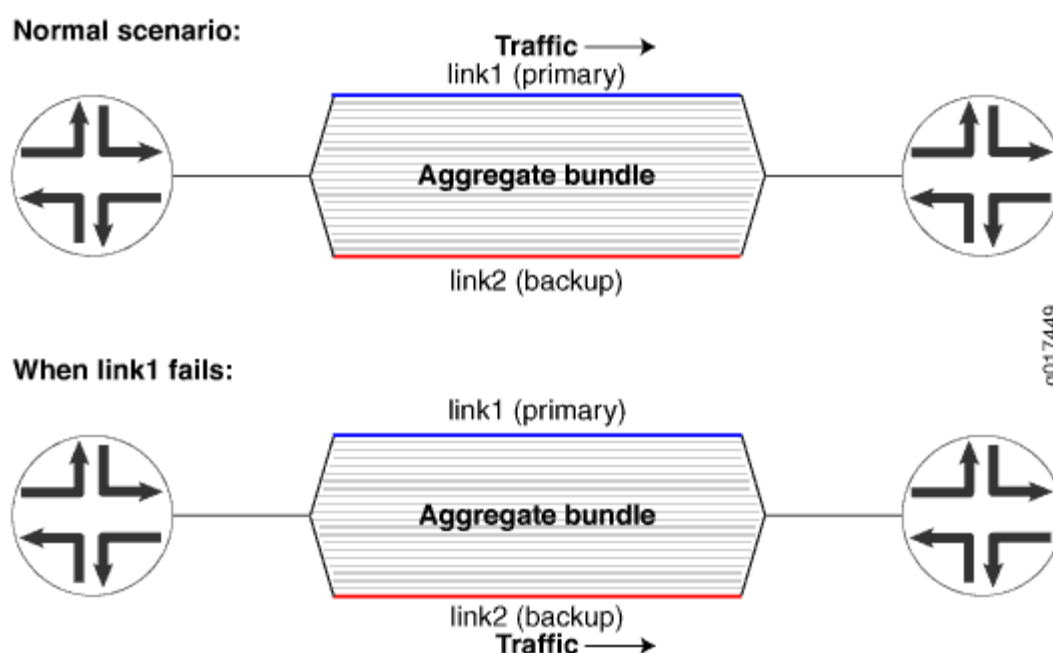 Normal scenario:
Traffic
link1 (primary)
Aggregate bundle
link2 (backup)
g017449
When link1 fails:
link1 (primary)
Aggregate bundle
link2 (backup)
Traffic